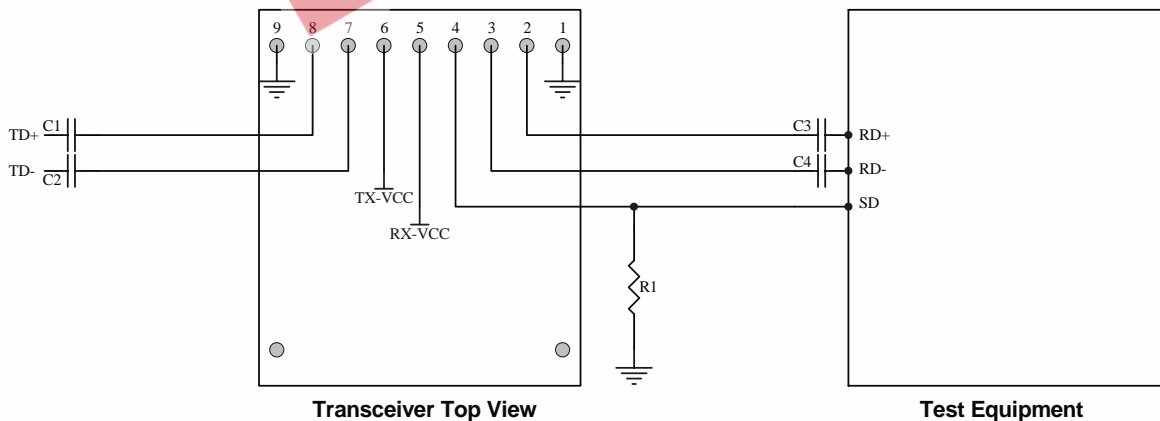 9 8 7 6 5 4 3 2 1
TD+ C1
TD- C2
TX-VCC
RX-VCC
C3 RD+
C4 RD-
SD
R1
Transceiver Top View
Test Equipment